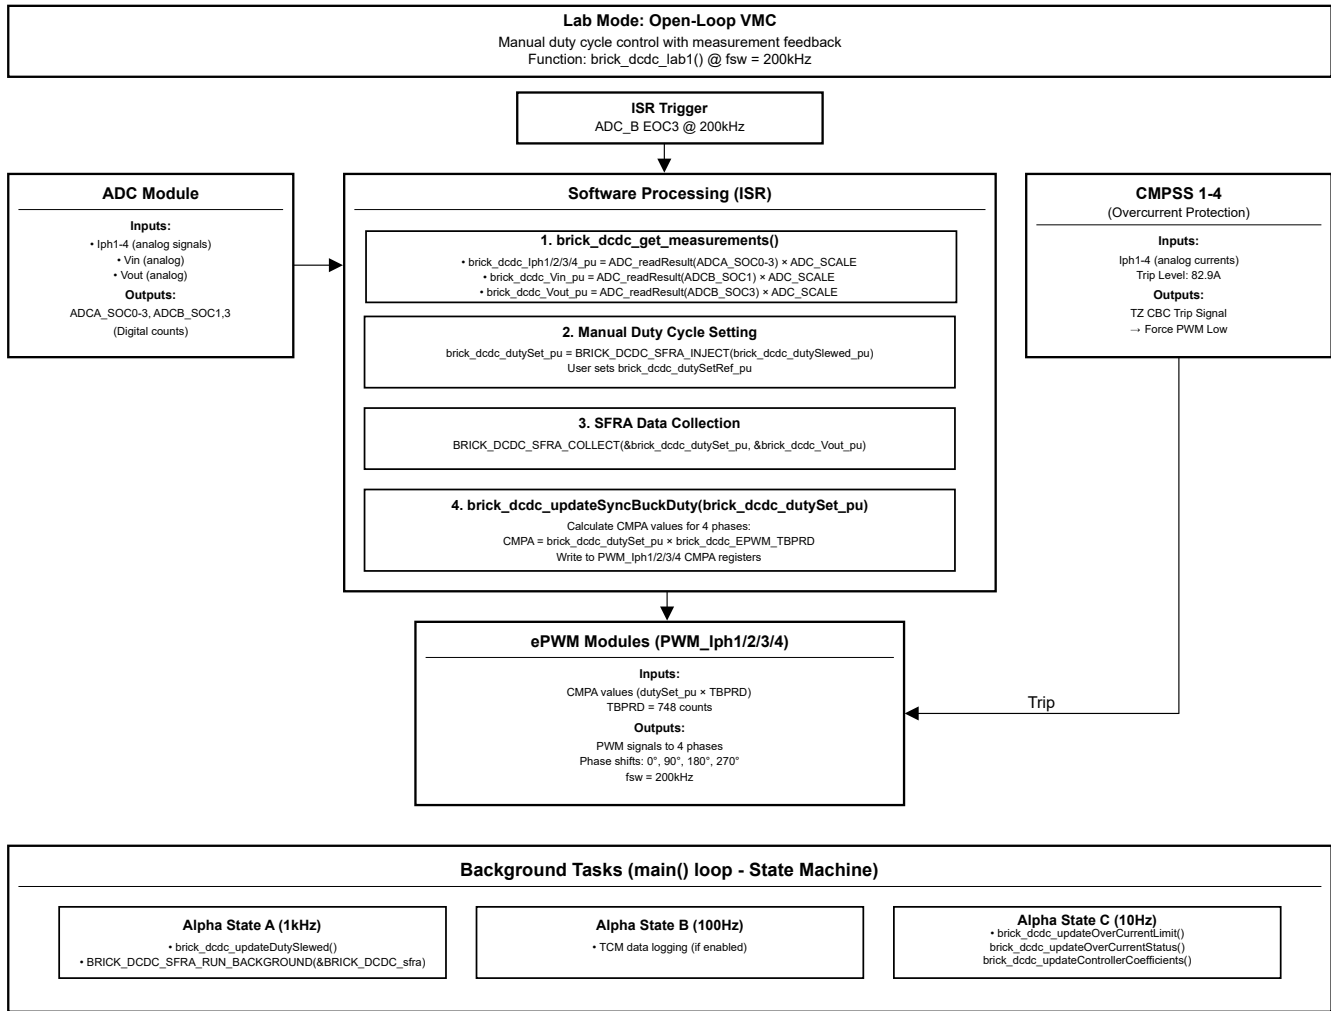 Lab Mode: Open-Loop VMC
Manual duty cycle control with measurement feedback
Function: brick_dcdc_lab1() @ fsw = 200kHz
ISR Trigger
ADC_B EOC3 @ 200kHz
ADC Module
Inputs:
• Iph1-4 (analog signals)
• Vin (analog)
• Vout (analog)
Outputs:
ADCA_SOC0-3, ADCB_SOC1,3
(Digital counts)
Software Processing (ISR)
1. brick_dcdc_get_measurements()
• brick_dcdc_Iph1/2/3/4_pu = ADC_readResult(ADCA_SOC0-3) × ADC_SCALE
• brick_dcdc_Vin_pu = ADC_readResult(ADCB_SOC1) × ADC_SCALE
• brick_dcdc_Vout_pu = ADC_readResult(ADCB_SOC3) × ADC_SCALE
2. Manual Duty Cycle Setting
brick_dcdc_dutySet_pu = BRICK_DCDC_SFRA_INJECT(brick_dcdc_dutySlewed_pu)
User sets brick_dcdc_dutySetRef_pu
3. SFRA Data Collection
BRICK_DCDC_SFRA_COLLECT(&brick_dcdc_dutySet_pu, &brick_dcdc_Vout_pu)
4. brick_dcdc_updateSyncBuckDuty(brick_dcdc_dutySet_pu)
Calculate CMPA values for 4 phases:
CMPA = brick_dcdc_dutySet_pu × brick_dcdc_EPWM_TBPRD
Write to PWM_Iph1/2/3/4 CMPA registers
CMPSS 1-4
(Overcurrent Protection)
Inputs:
Iph1-4 (analog currents)
Trip Level: 82.9A
Outputs:
TZ CBC Trip Signal
→ Force PWM Low
ePWM Modules (PWM_Iph1/2/3/4)
Inputs:
CMPA values (dutySet_pu × TBPRD)
TBPRD = 748 counts
Outputs:
PWM signals to 4 phases
Phase shifts: 0°, 90°, 180°, 270°
fsw = 200kHz
Trip
Background Tasks (main() loop - State Machine)
Alpha State A (1kHz)
• brick_dcdc_updateDutySlewed()
• BRICK_DCDC_SFRA_RUN_BACKGROUND(&BRICK_DCDC_sfra)
Alpha State B (100Hz)
• TCM data logging (if enabled)
Alpha State C (10Hz)
• brick_dcdc_updateOverCurrentLimit()
brick_dcdc_updateOverCurrentStatus()
brick_dcdc_updateControllerCoefficients()